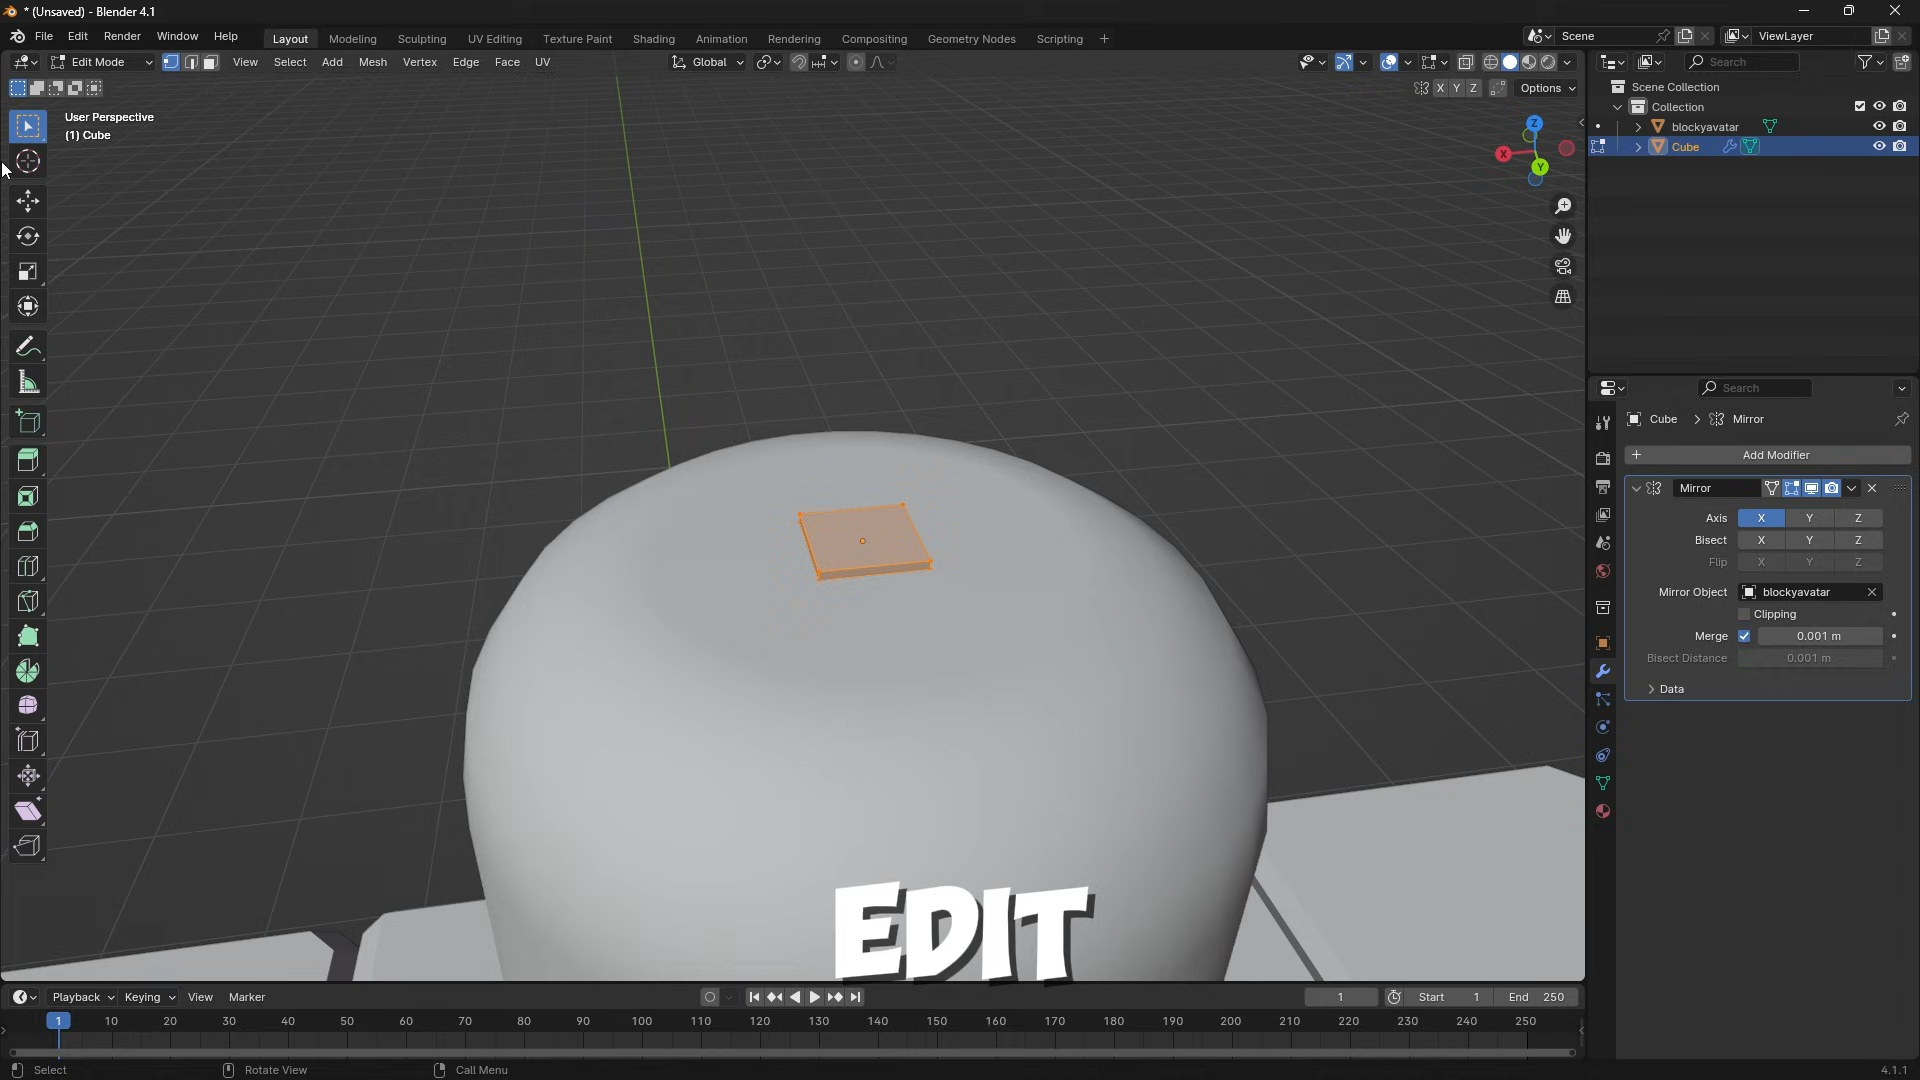 * (Unsaved) - Blender 4.1
File Edit Render Window Help
Layout Modeling Sculpting UV Editing Texture Paint Shading Animation Rendering Compositing Geometry Nodes Scripting +
Scene
ViewLayer
Edit Mode View Select Add Mesh Vertex Edge Face UV
Global
Search
X Y Z Options
User Perspective
(1) Cube
Z
X
Y
Scene Collection
Collection
blockyavatar
Cube
Search
Cube > Mirror
+ Add Modifier
Mirror
Axis X Y Z
Bisect X Y Z
Flip X Y Z
Mirror Object blockyavatar
Clipping
Merge 0.001 m
Bisect Distance 0.001 m
Data
EDIT
Playback Keying View Marker
1 Start 1 End 250
1 10 20 30 40 50 60 70 80 90 100 110 120 130 140 150 160 170 180 190 200 210 220 230 240 250
Select Rotate View Call Menu
4.1.1